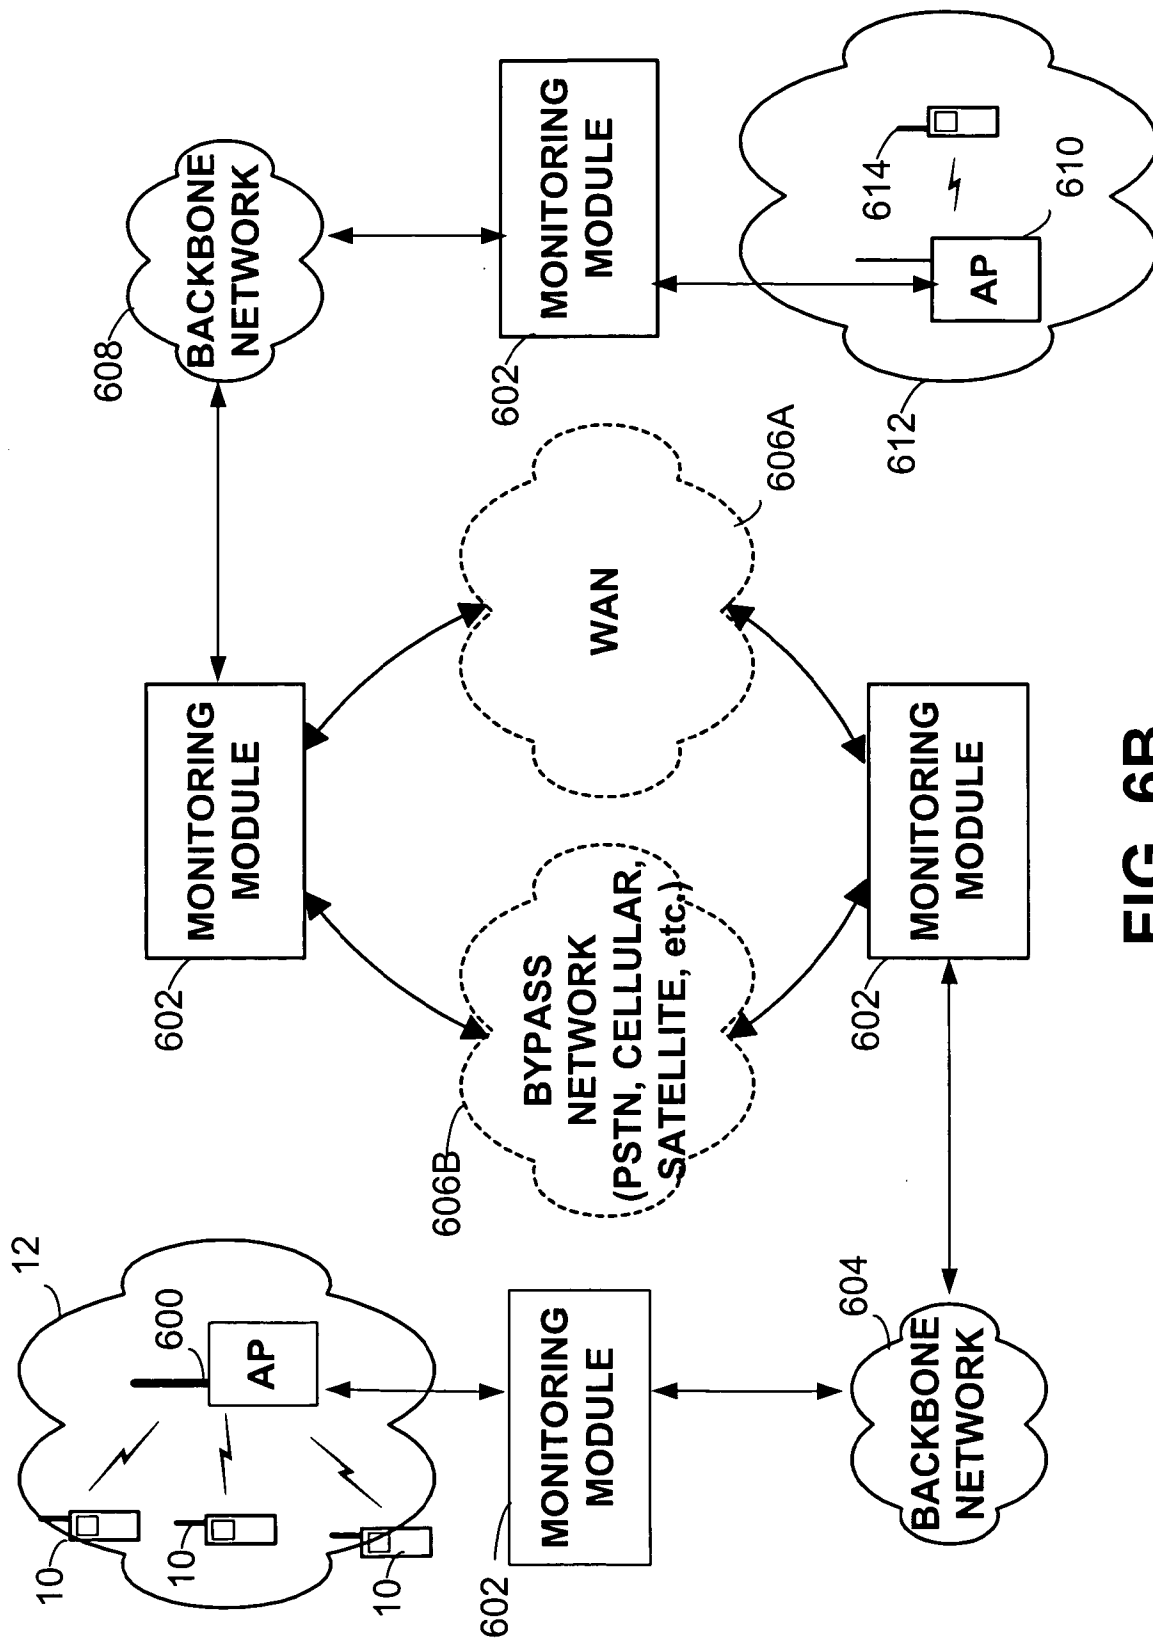 12
600
AP
10
10
10
MONITORING
MODULE
602
604
BACKBONE
NETWORK
602
MONITORING
MODULE
606B
BYPASS
NETWORK
(PSTN, CELLULAR,
SATELLITE, etc.)
602
MONITORING
MODULE
WAN
606A
608
BACKBONE
NETWORK
602
MONITORING
MODULE
614
610
AP
612
FIG. 6B